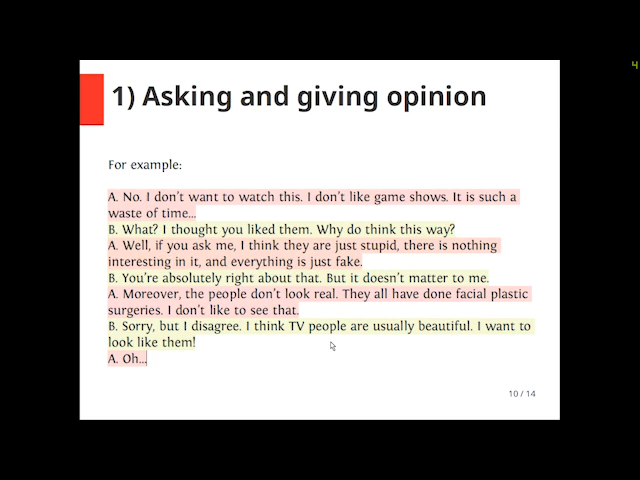 1) Asking and giving opinion
For example:
A. No. I don't want to watch this. I don't like game shows. It is such a
waste of time...
B. What? I thought you liked them. Why do think this way?
A. Well, if you ask me, I think they are just stupid, there is nothing
interesting in it, and everything is just fake.
B. You're absolutely right about that. But it doesn't matter to me.
A. Moreover, the people don't look real. They all have done facial plastic
surgeries. I don't like to see that.
B. Sorry, but I disagree. I think TV people are usually beautiful. I want to
look like them!
A. Oh...
10 / 14
4